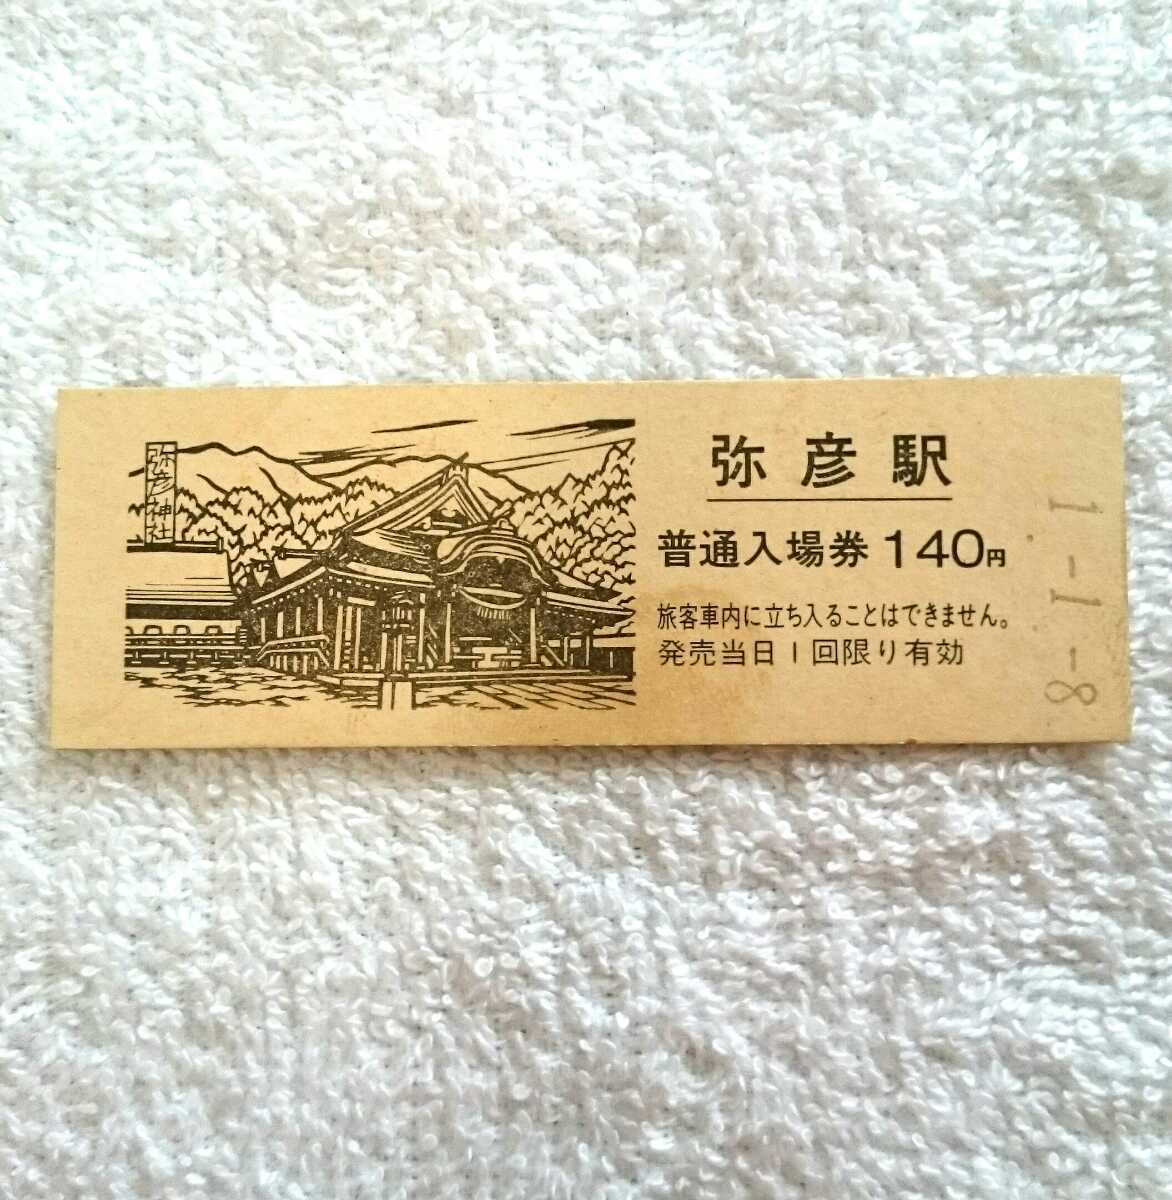 弥彦神社
弥彦駅
普通入場券 140円
旅客車内に立ち入ることはできません。
発売当日1回限り有効
1-1-8